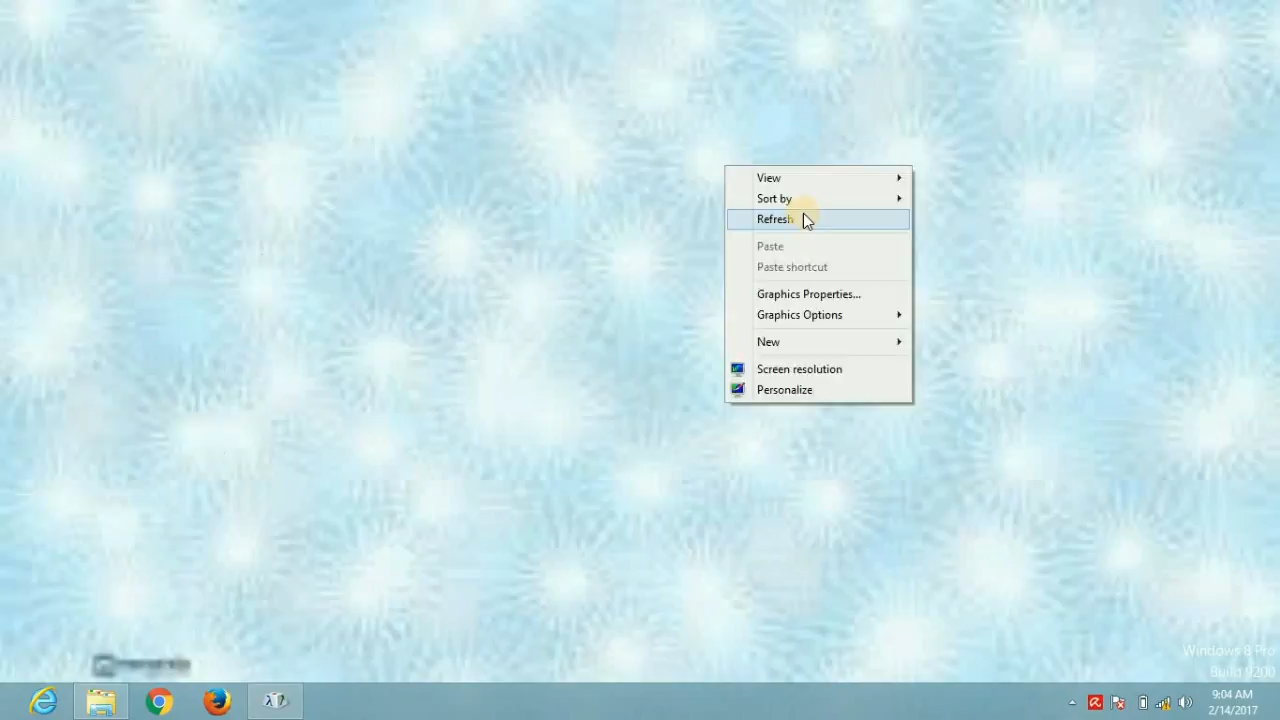 View
Sort by
Refresh
Paste
Paste shortcut
Graphics Properties...
Graphics Options
New
Screen resolution
Personalize
Windows 8 Pro
Build 9200
9:04 AM
2/14/2017